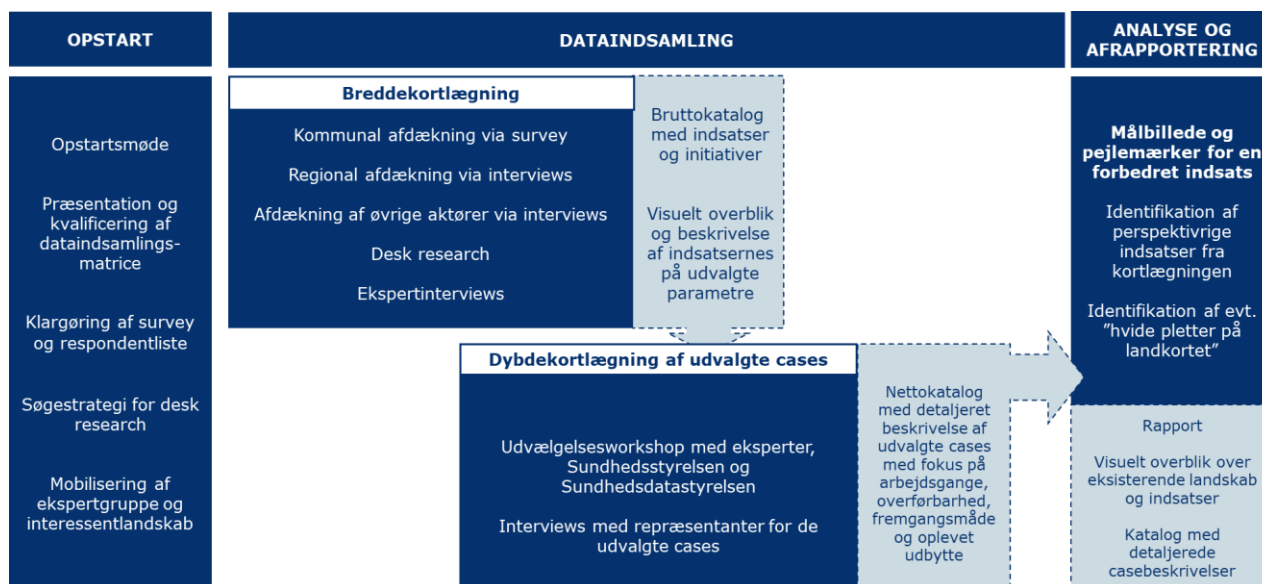 OPSTART
Opstartsmøde
Præsentation og
kvalificering af
dataindsamlings-
matrice
Klargøring af survey
og respondentliste
Søgestrategi for desk
research
Mobilisering af
ekspertgruppe og
interessentlandskab
DATAINDSAMLING
Breddekortlægning
Kommunal afdækning via survey
Regional afdækning via interviews
Afdækning af øvrige aktører via interviews
Desk research
Ekspertinterviews
Bruttokatalog
med indsatser
og initiativer
Visuelt overblik
og beskrivelse
af indsatsernes
på udvalgte
parametre
Dybdekortlægning af udvalgte cases
Udvælgelsesworkshop med eksperter,
Sundhedsstyrelsen og
Sundhedsdatastyrelsen
Interviews med repræsentanter for de
udvalgte cases
Nettokatalog
med detaljeret
beskrivelse af
udvalgte cases
med fokus på
arbejdsgange,
overførbarhed,
fremgangsmåde
og oplevet
udbytte
ANALYSE OG
AFRAPPORTERING
Målbillede og
pejlemærker for en
forbedret indsats
Identifikation af
perspektivrige
indsatser fra
kortlægningen
Identifikation af evt.
”hvide pletter på
landkortet”
Rapport
Visuelt overblik over
eksisterende landskab
og indsatser
Katalog med
detaljerede
casebeskrivelser